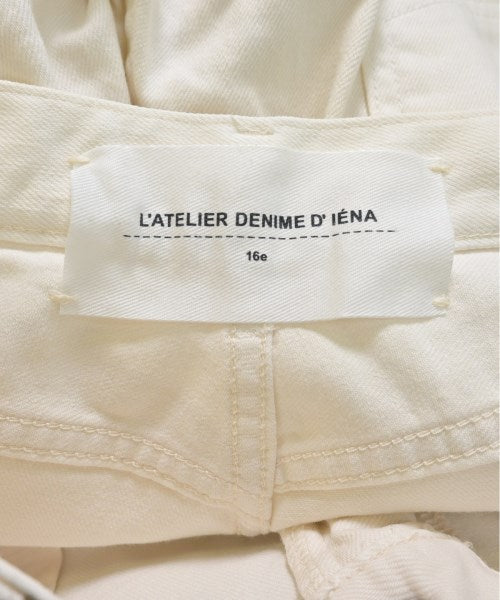 L'ATELIER DENIME D' IÉNA
16e